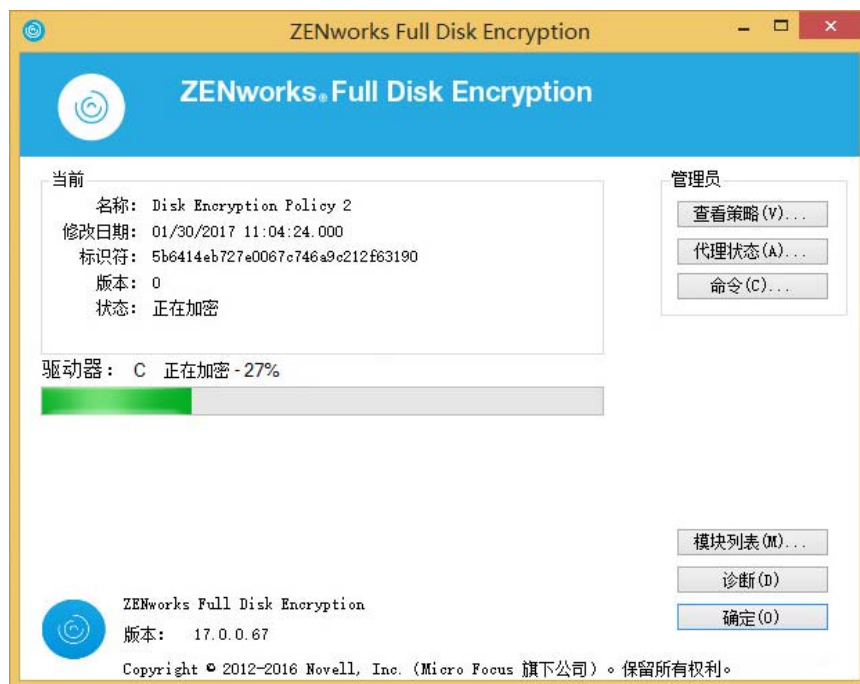 ZENworks Full Disk Encryption
ZENworks® Full Disk Encryption
当前
名称： Disk Encryption Policy 2
修改日期： 01/30/2017 11:04:24.000
标识符： 5b6414eb727e0067c746a9c212f63190
版本： 0
状态： 正在加密
驱动器： C 正在加密 - 27%
管理员
查看策略(V)...
代理状态(A)...
命令(C)...
模块列表(M)...
诊断(D)
确定(O)
ZENworks Full Disk Encryption
版本： 17.0.0.67
Copyright © 2012-2016 Novell, Inc. (Micro Focus 旗下公司)。保留所有权利。